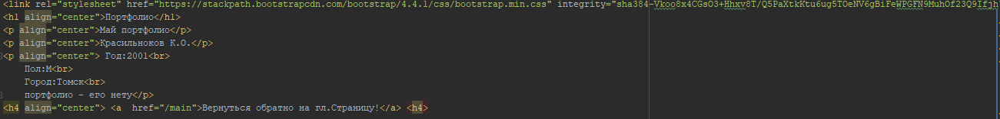 <link rel="stylesheet" href="https://stackpath.bootstrapcdn.com/bootstrap/4.4.1/css/bootstrap.min.css" integrity="sha384-Vkoo8x4CGsO3+Hhxv8T/Q5PaXtkKtu6ug5TOeNV6gBiFeWPGFN9MuhOf23Q9Ifjh
<h1 align="center">Портфолио</h1>
<p align="center">Май портфолио</p>
<p align="center">Красильноков К.О.</p>
<p align="center"> Год:2001<br>
Пол:М<br>
Город:Томск<br>
портфолио - его нету</p>
<h4 align="center"> <a  href="/main">Вернуться обратно на гл.Страницу!</a> <h4>